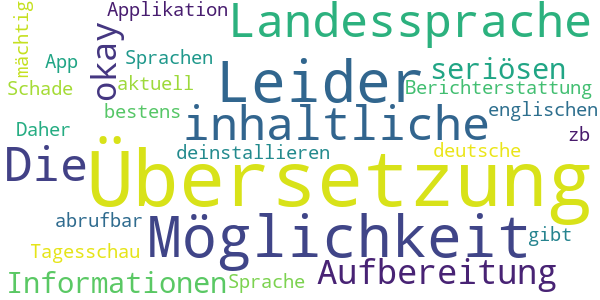 mächtig Applikation Landessprache
okay
App Sprachen Leider seriösen
Schade aktuell Berichterstattung
bestens inhaltliche englischen
Daher zb
Die deinstallieren deutsche
Übersetzung
abrufbar Möglichkeit gibt
Tagesschau
Informationen Sprache Aufbereitung